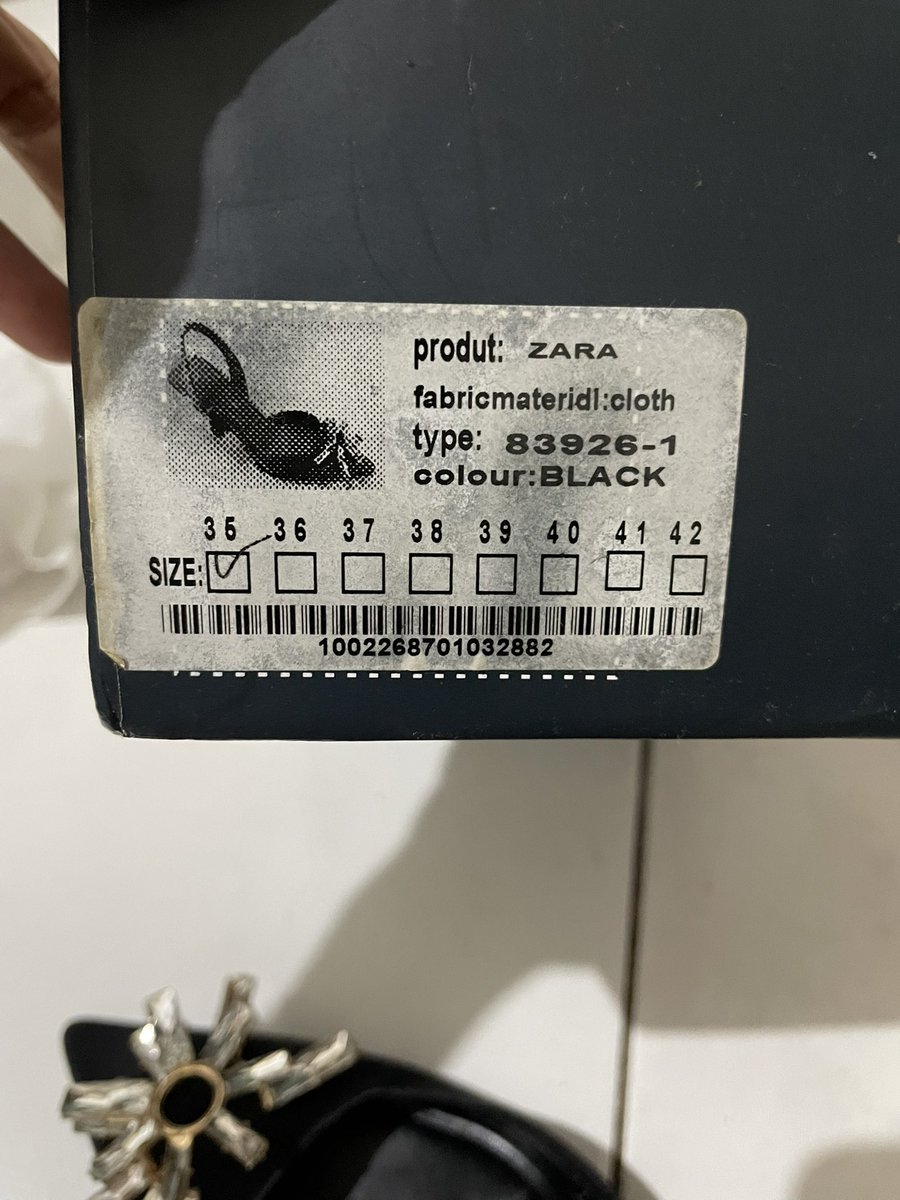 produt: ZARA
fabricmateridl:cloth
type: 83926-1
colour:BLACK
35 36 37 38 39 40 41 42
SIZE:
1002268701032882